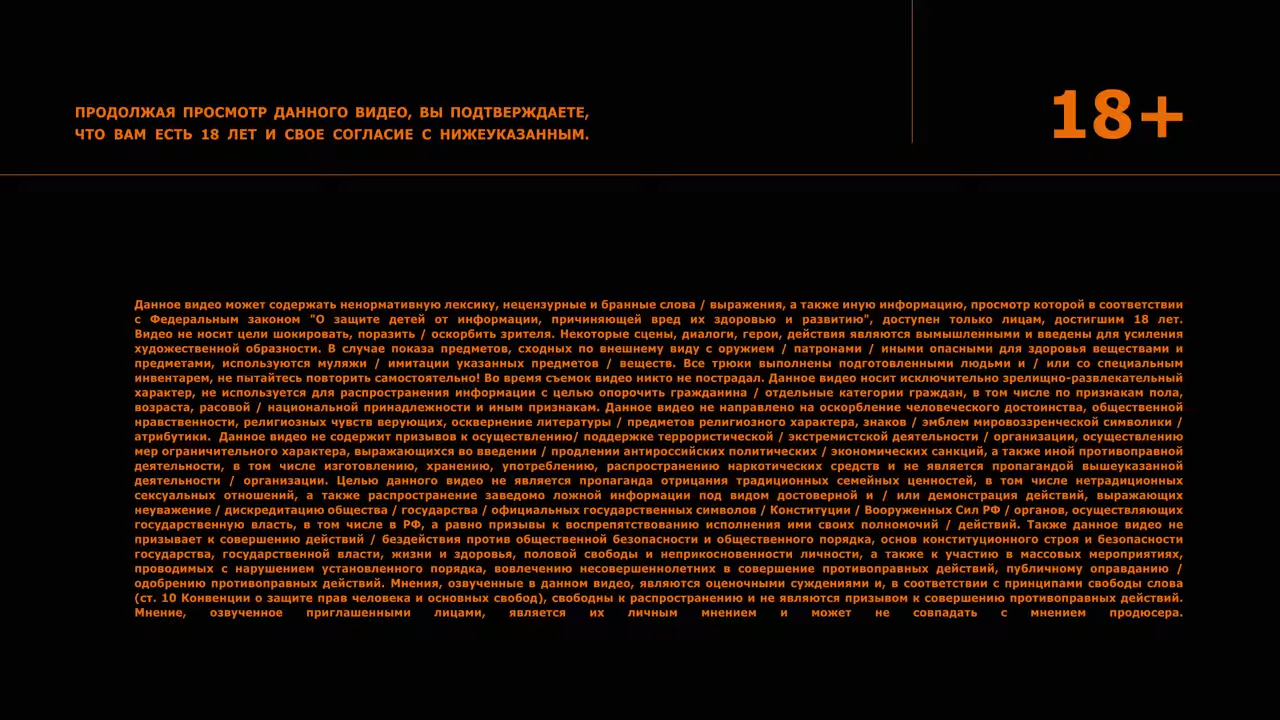 ПРОДОЛЖАЯ ПРОСМОТР ДАННОГО ВИДЕО, ВЫ ПОДТВЕРЖДАЕТЕ,
ЧТО ВАМ ЕСТЬ 18 ЛЕТ И СВОЕ СОГЛАСИЕ С НИЖЕУКАЗАННЫМ.
18+
Данное видео может содержать ненормативную лексику, нецензурные и бранные слова / выражения, а также иную информацию, просмотр которой в соответствии
с Федеральным законом "О защите детей от информации, причиняющей вред их здоровью и развитию", доступен только лицам, достигшим 18 лет.
Видео не носит цели шокировать, поразить / оскорбить зрителя. Некоторые сцены, диалоги, герои, действия являются вымышленными и введены для усиления
художественной образности. В случае показа предметов, сходных по внешнему виду с оружием / патронами / иными опасными для здоровья веществами и
предметами, используются муляжи / имитации указанных предметов / веществ. Все трюки выполнены подготовленными людьми и / или со специальным
инвентарем, не пытайтесь повторить самостоятельно! Во время съемок видео никто не пострадал. Данное видео носит исключительно зрелищно-развлекательный
характер, не используется для распространения информации с целью опорочить гражданина / отдельные категории граждан, в том числе по признакам пола,
возраста, расовой / национальной принадлежности и иным признакам. Данное видео не направлено на оскорбление человеческого достоинства, общественной
нравственности, религиозных чувств верующих, осквернение литературы / предметов религиозного характера, знаков / эмблем мировоззренческой символики /
атрибутики. Данное видео не содержит призывов к осуществлению/ поддержке террористической / экстремистской деятельности / организации, осуществлению
мер ограничительного характера, выражающихся во введении / продлении антироссийских политических / экономических санкций, а также иной противоправной
деятельности, в том числе изготовлению, хранению, употреблению, распространению наркотических средств и не является пропагандой вышеуказанной
деятельности / организации. Целью данного видео не является пропаганда отрицания традиционных семейных ценностей, в том числе нетрадиционных
сексуальных отношений, а также распространение заведомо ложной информации под видом достоверной и / или демонстрация действий, выражающих
неуважение / дискредитацию общества / государства / официальных государственных символов / Конституции / Вооруженных Сил РФ / органов, осуществляющих
государственную власть, в том числе в РФ, а равно призывы к воспрепятствованию исполнения ими своих полномочий / действий. Также данное видео не
призывает к совершению действий / бездействия против общественной безопасности и общественного порядка, основ конституционного строя и безопасности
государства, государственной власти, жизни и здоровья, половой свободы и неприкосновенности личности, а также к участию в массовых мероприятиях,
проводимых с нарушением установленного порядка, вовлечению несовершеннолетних в совершение противоправных действий, публичному оправданию /
одобрению противоправных действий. Мнения, озвученные в данном видео, являются оценочными суждениями и, в соответствии с принципами свободы слова
(ст. 10 Конвенции о защите прав человека и основных свобод), свободны к распространению и не являются призывом к совершению противоправных действий.
Мнение, озвученное приглашенными лицами, является их личным мнением и может не совпадать с мнением продюсера.